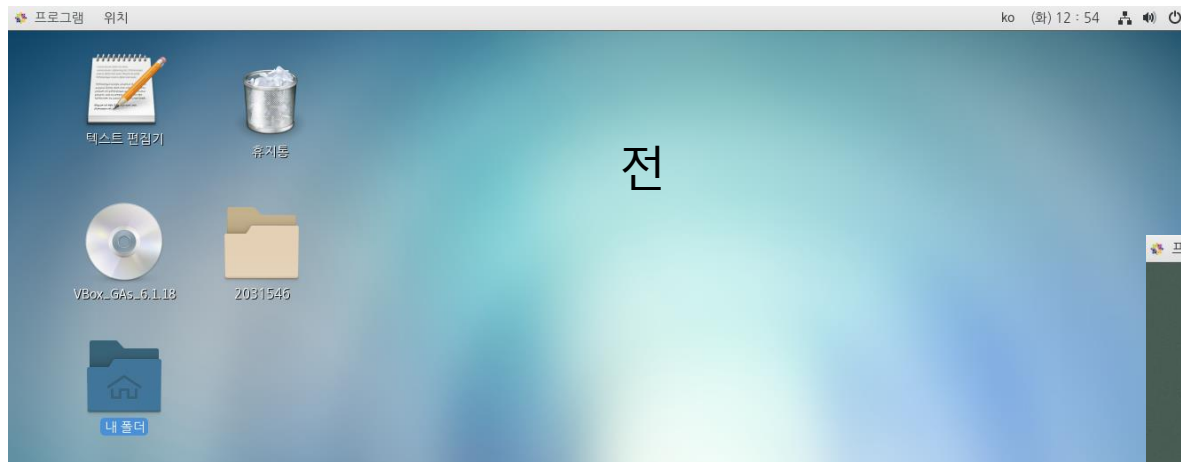 프로그램 위치 ko (화) 12 : 54
텍스트 편집기
휴지통
전
VBox_GAs_6.1.18
2031546
내 폴더